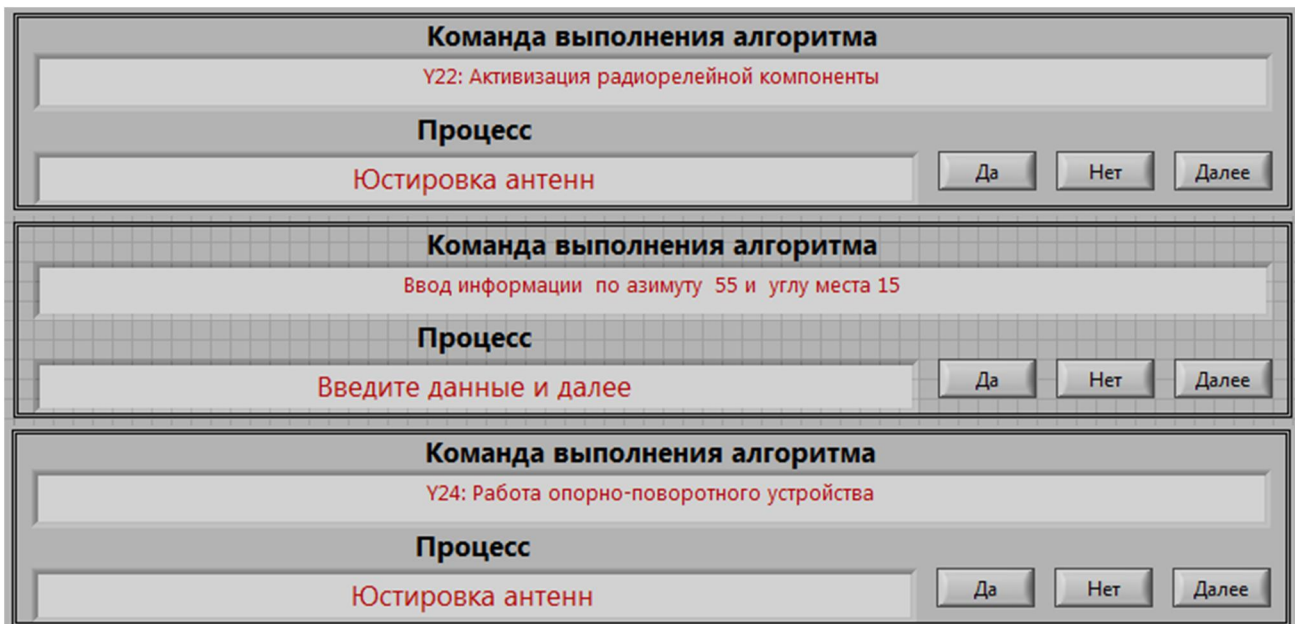 Команда выполнения алгоритма
Y22: Активизация радиорелейной компоненты
Процесс
Юстировка антенн
Да Нет Далее
Команда выполнения алгоритма
Ввод информации по азимуту 55 и углу места 15
Процесс
Введите данные и далее
Да Нет Далее
Команда выполнения алгоритма
Y24: Работа опорно-поворотного устройства
Процесс
Юстировка антенн
Да Нет Далее